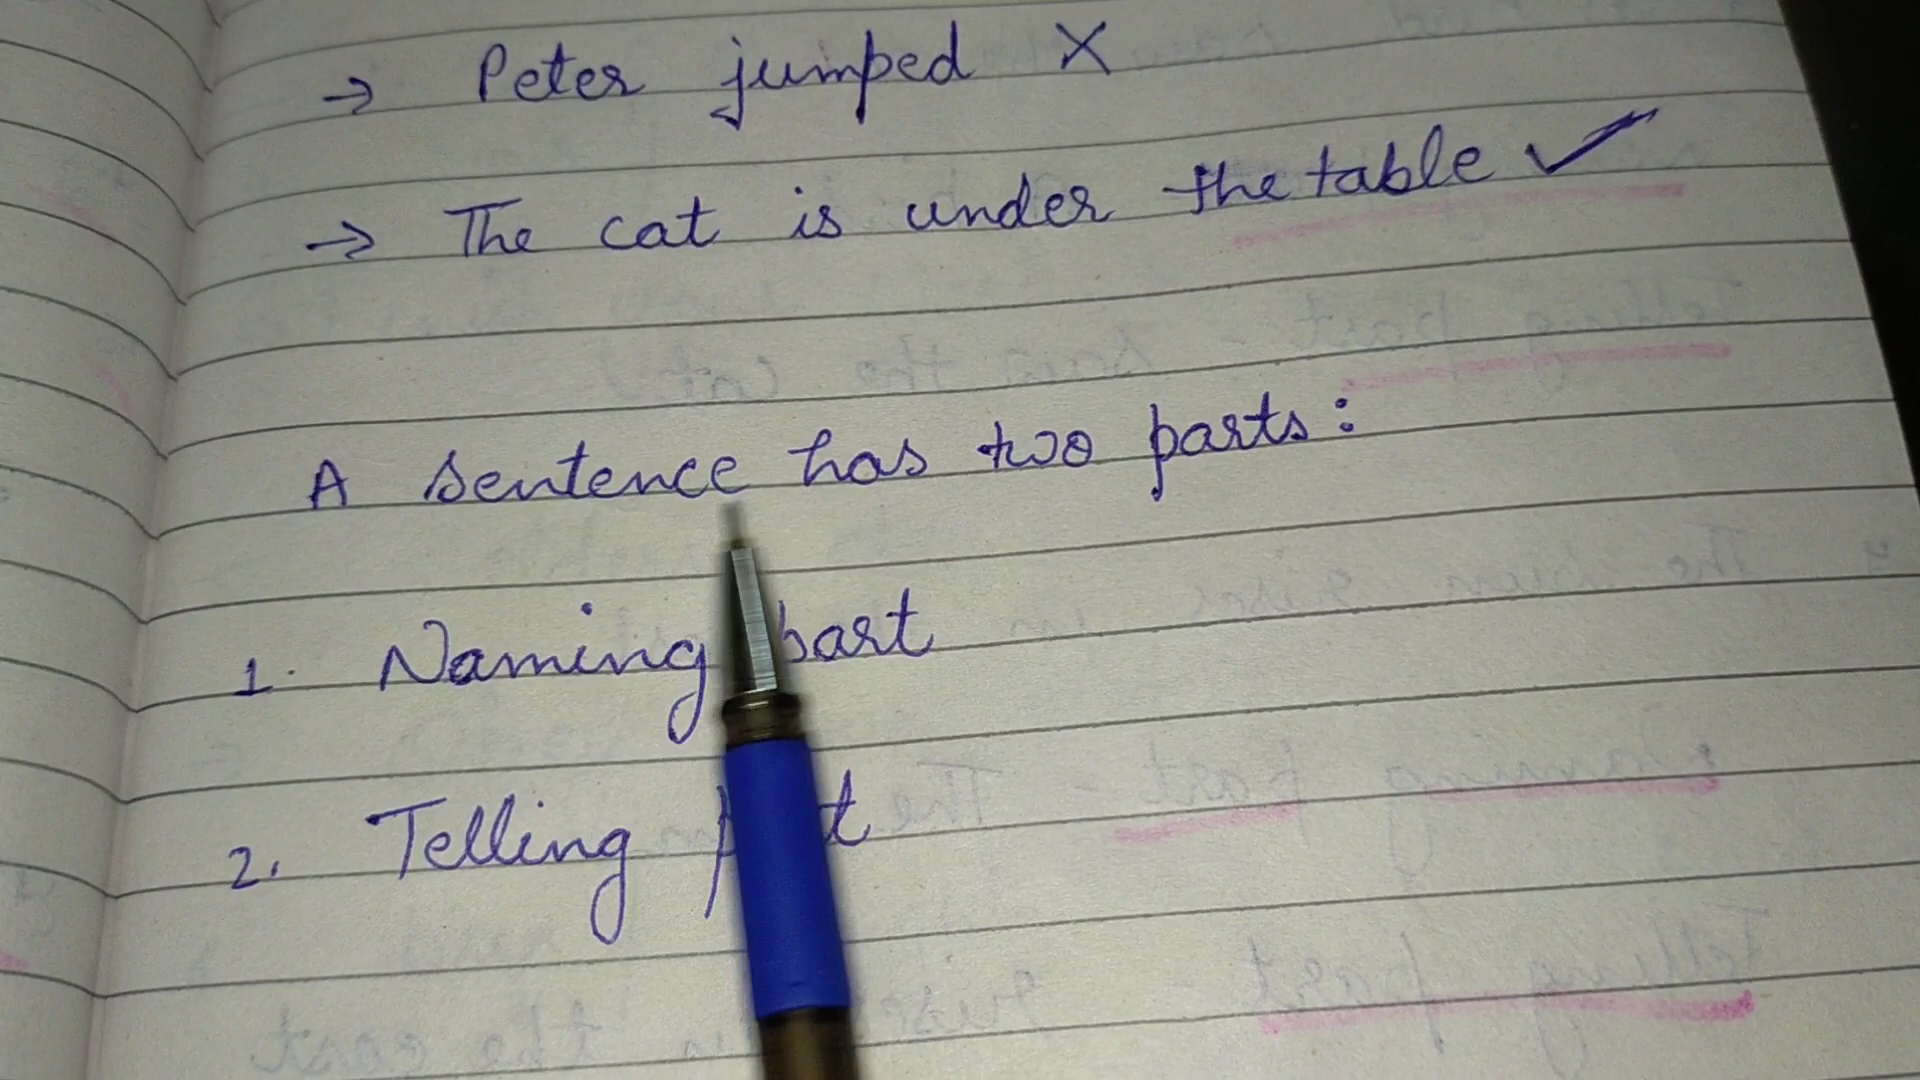 → Peter jumped X
→ The cat is under the table ✓
A sentence has two parts:
1. Naming part
2. Telling